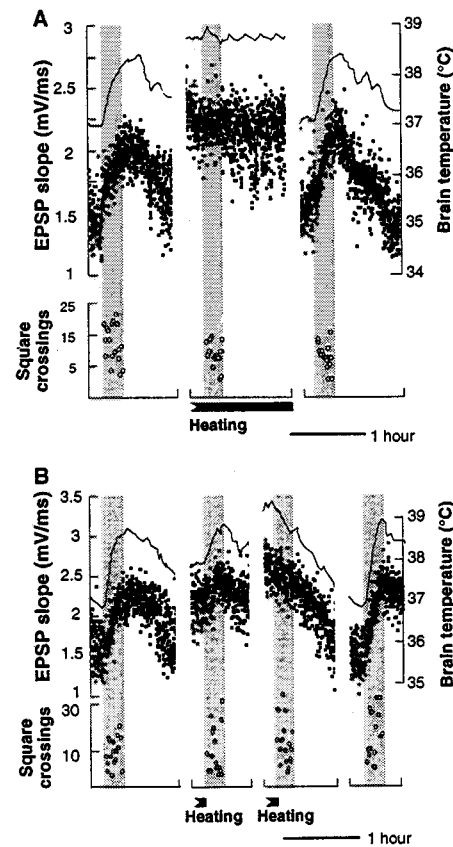 A
3
2.5
2
1.5
1
EPSP slope (mV/ms)
39
38
37
36
35
34
Brain temperature (°C)
25
15
5
Square
crossings
Heating
1 hour
B
3.5
3
2.5
2
1.5
1
EPSP slope (mV/ms)
39
38
37
36
35
Brain temperature (°C)
30
10
Square
crossings
Heating Heating
1 hour